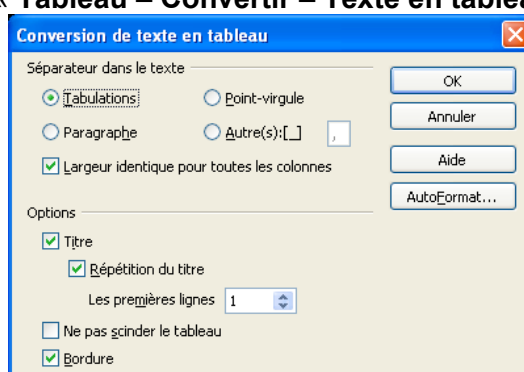 « Tableau – Convertir – Texte en tableau
Conversion de texte en tableau
Séparateur dans le texte
OK
Tabulations
Point-virgule
Annuler
Paragraphe
Autre(s):[_]
,
Largeur identique pour toutes les colonnes
Aide
AutoFormat...
Options
Titre
Répétition du titre
Les premières lignes
1
Ne pas scinder le tableau
Bordure